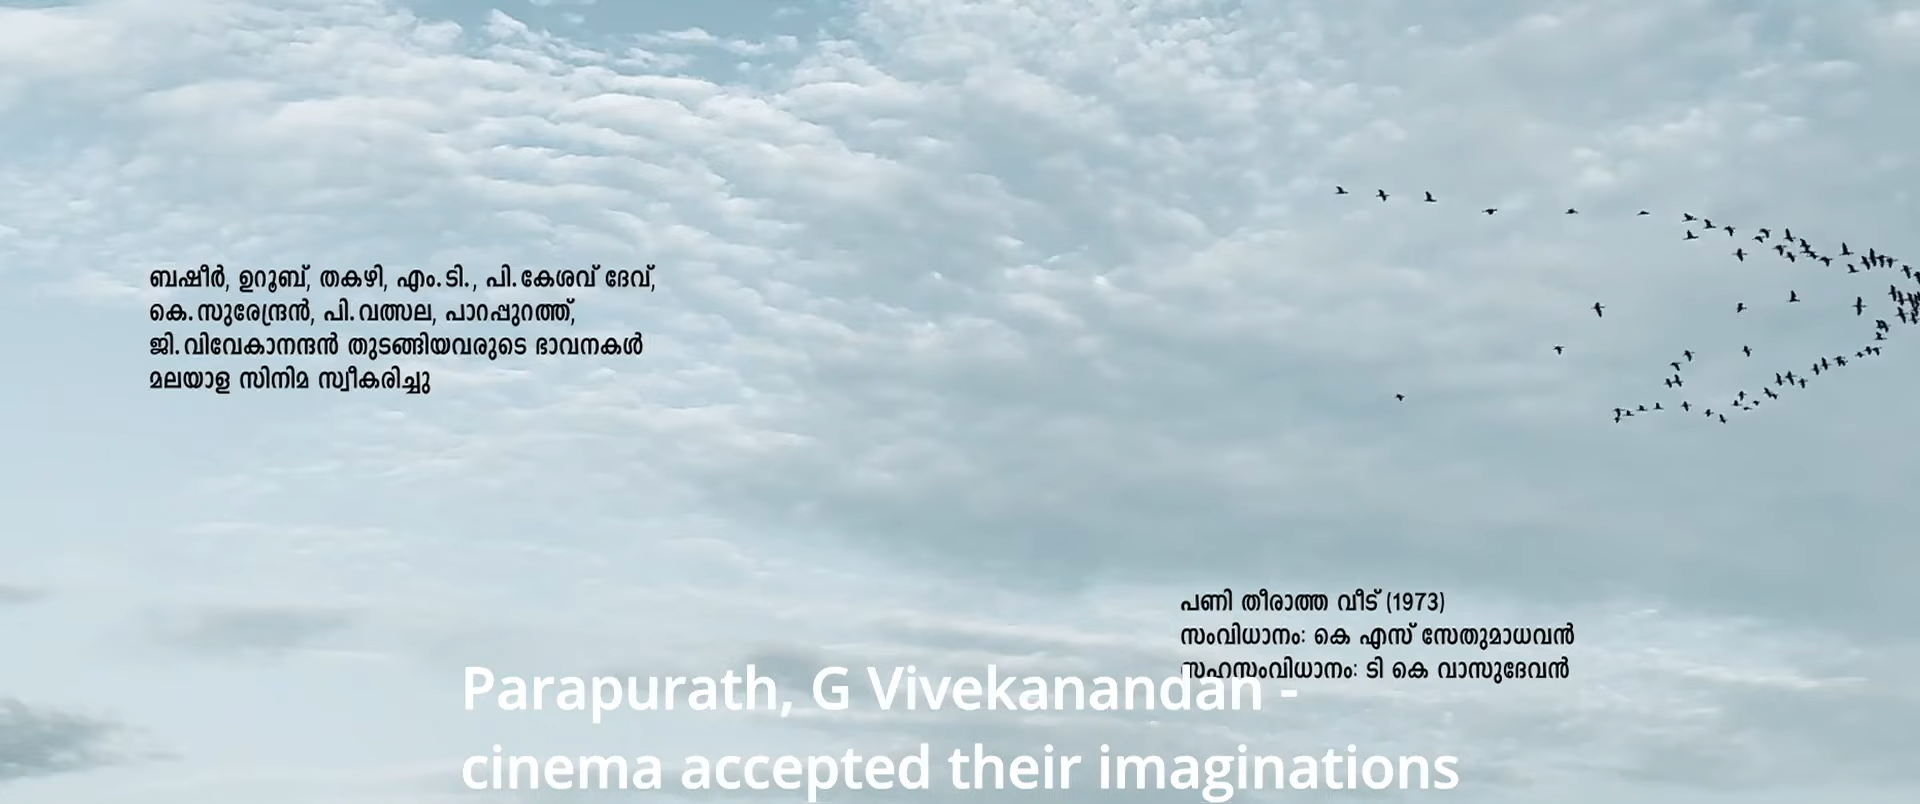 ബഷീർ, ഉറൂബ്, തകഴി, എം.ടി., പി.കേശവ് ദേവ്,
കെ.സുരേന്ദ്രൻ, പി.വത്സല, പാറപ്പുറത്ത്,
ജി.വിവേകാനന്ദൻ തുടങ്ങിയവരുടെ ഭാവനകൾ
മലയാള സിനിമ സ്വീകരിച്ചു
പണി തീരാത്ത വീട് (1973)
സംവിധാനം: കെ എസ് സേതുമാധവൻ
സഹസംവിധാനം: ടി കെ വാസുദേവൻ
Parapurath, G Vivekanandan -
cinema accepted their imaginations